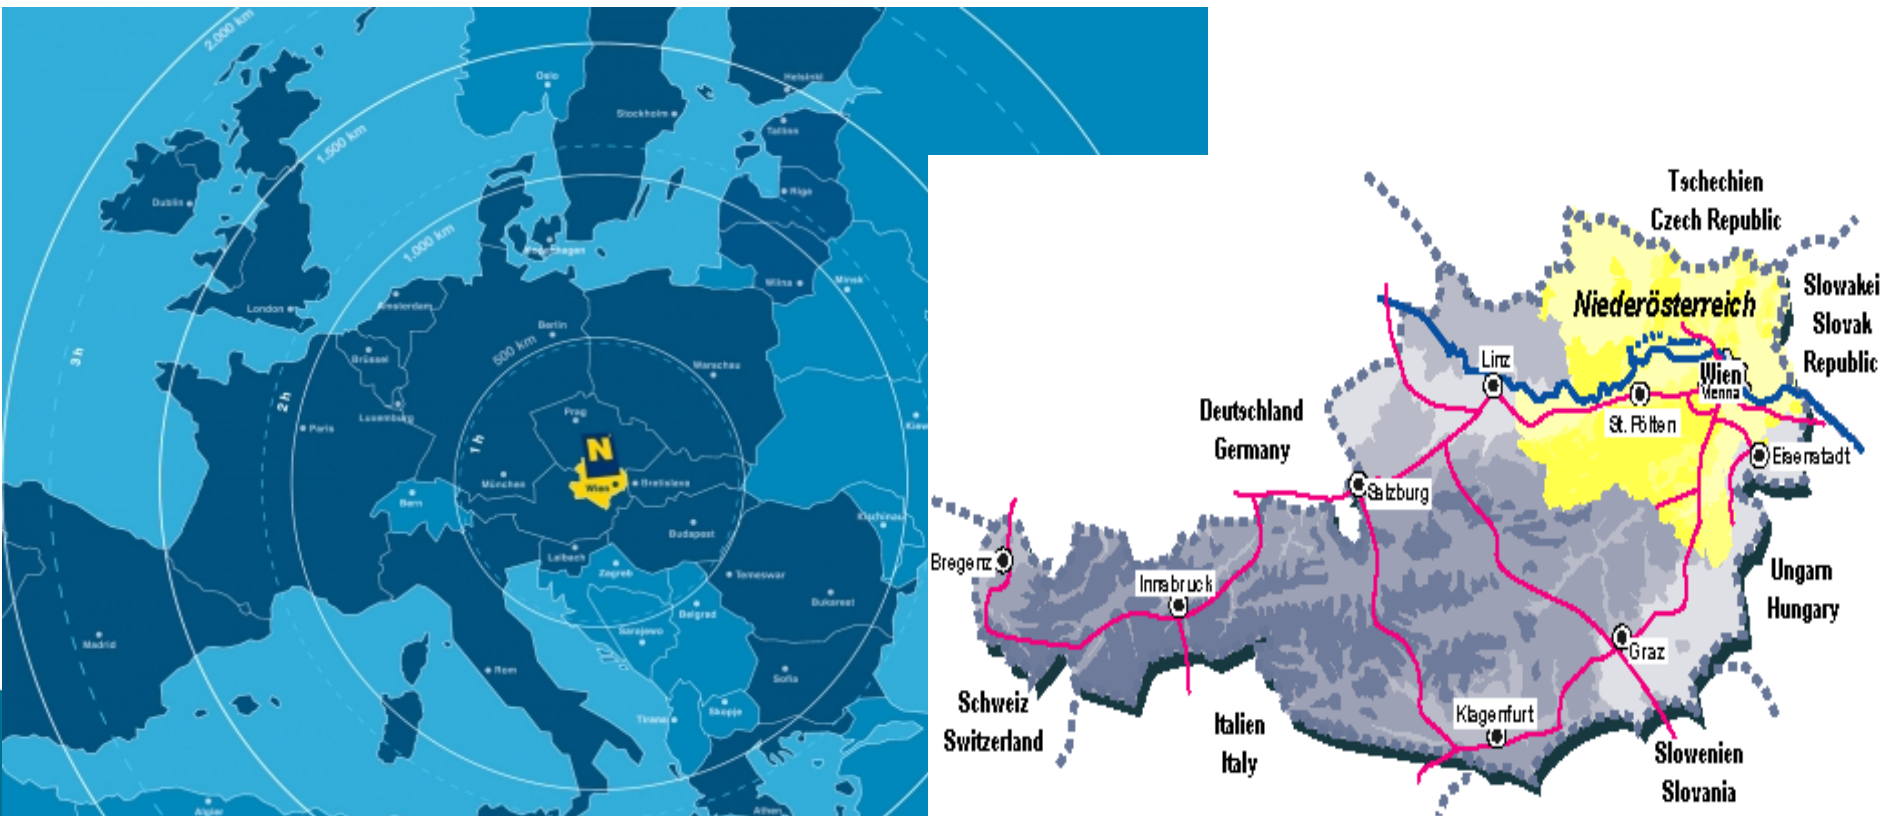 2.000 km
Oslo
Helsinki
Stockholm
Tallinn
1.500 km
Riga
Dublin
1.000 km
Wilna
Minsk
London
Amsterdam
Berlin
500 km
3 h
Brüssel
Warschau
2 h
Luxemburg
Prag
Paris
Kiew
1 h
N
München
Wien
Bratislava
Bern
Kischinau
Budapest
Laibach
Zagreb
Temeswar
Bukarest
Belgrad
Sarajewo
Madrid
Rom
Sofia
Tirana
Skopje
Algier
Athen
Tschechien
Czech Republic
Slowakei
Slovak
Republic
Niederösterreich
Linz
Wien
Vienna
Deutschland
Germany
St. Pölten
Eisenstadt
Salzburg
Bregenz
Innsbruck
Ungarn
Hungary
Graz
Schweiz
Switzerland
Italien
Italy
Klagenfurt
Slowenien
Slovania